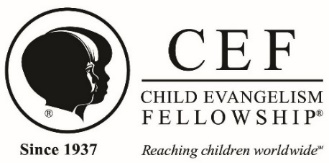 ®
Since 1937
CEF
CHILD EVANGELISM
FELLOWSHIP®
Reaching children worldwide℠